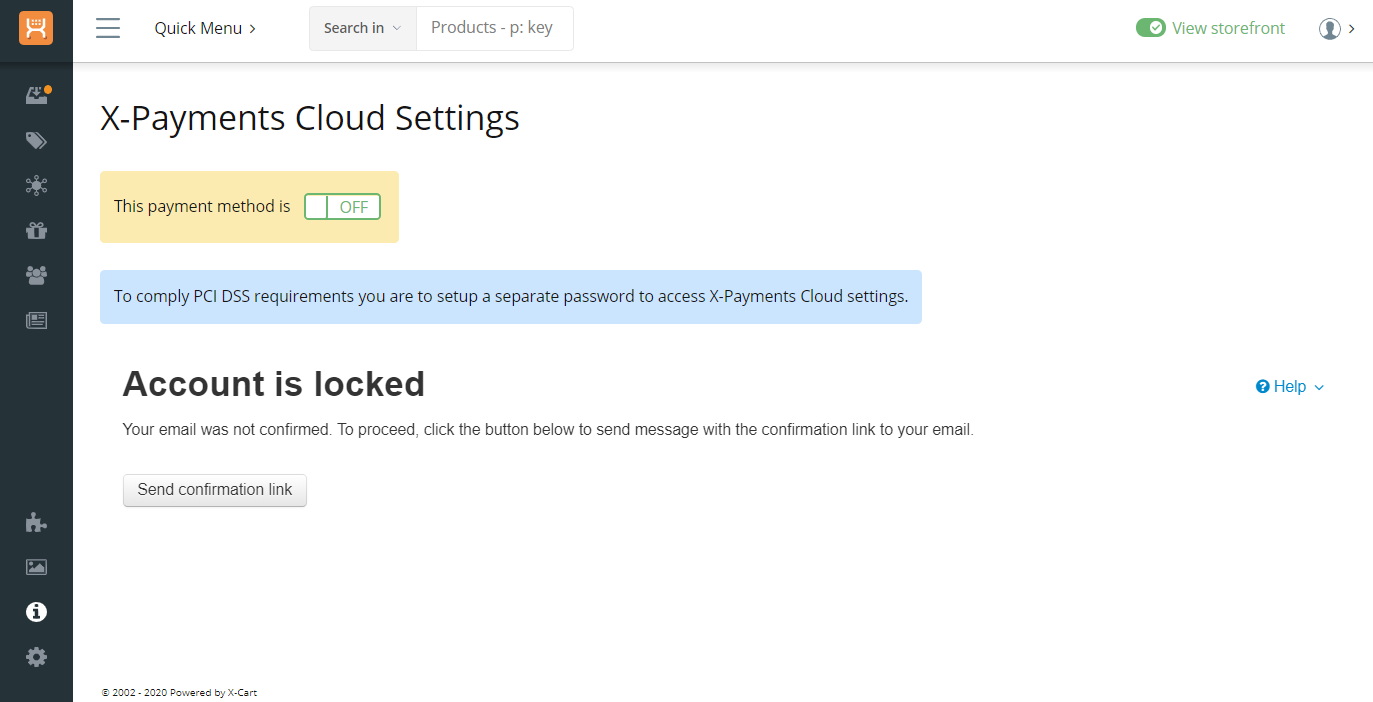 Quick Menu
Search in
Products - p: key
View storefront
X-Payments Cloud Settings
This payment method is OFF
To comply PCI DSS requirements you are to setup a separate password to access X-Payments Cloud settings.
Account is locked
Help
Your email was not confirmed. To proceed, click the button below to send message with the confirmation link to your email.
Send confirmation link
© 2002 - 2020 Powered by X-Cart